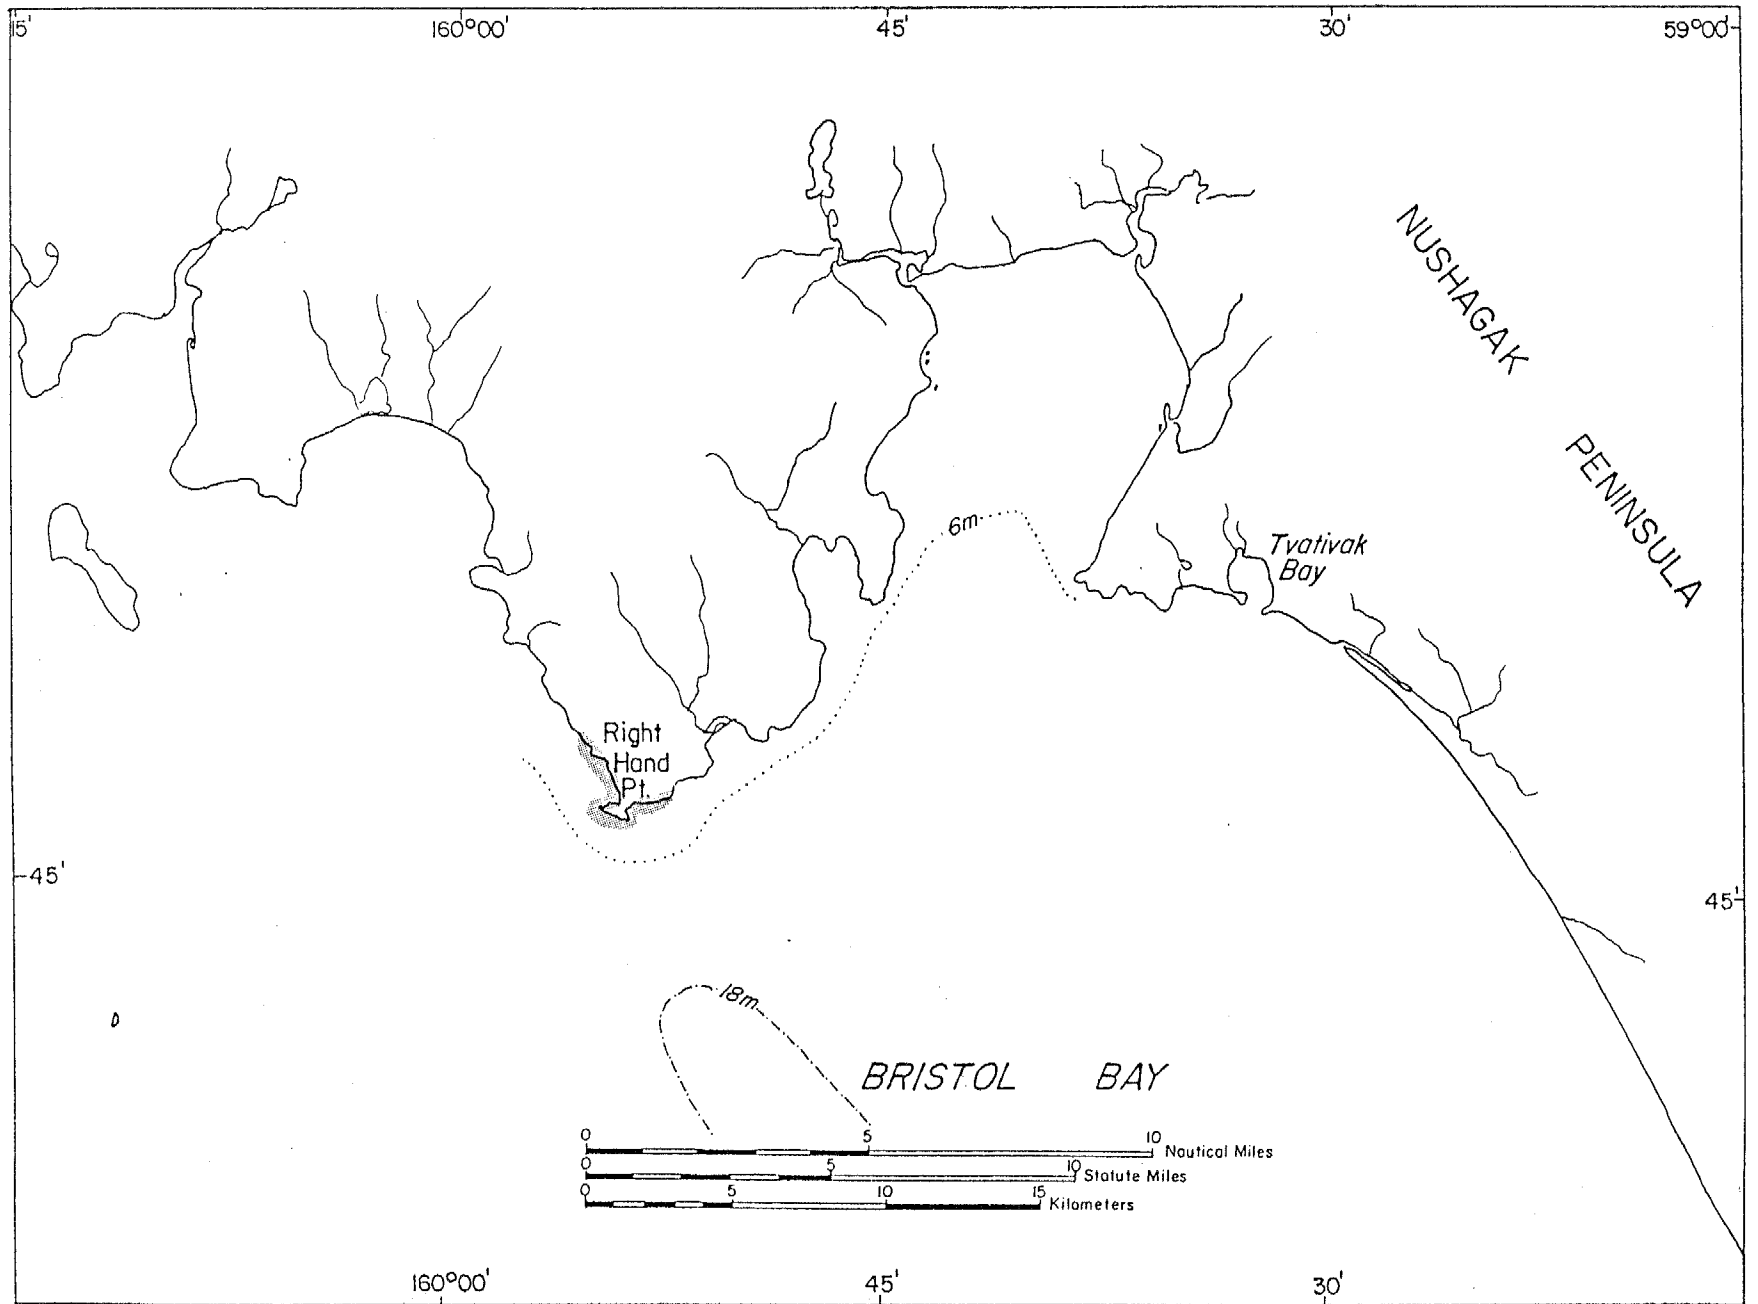 15' 160°00' 45' 30' 59°00'
NUSHAGAK
PENINSULA
6m
Tvativak
Bay
Right
Hand
Pt.
45' 45'
18m
BRISTOL BAY
0 5 10 Nautical Miles
0 5 10 Statute Miles
0 5 10 15 Kilometers
160°00' 45' 30'